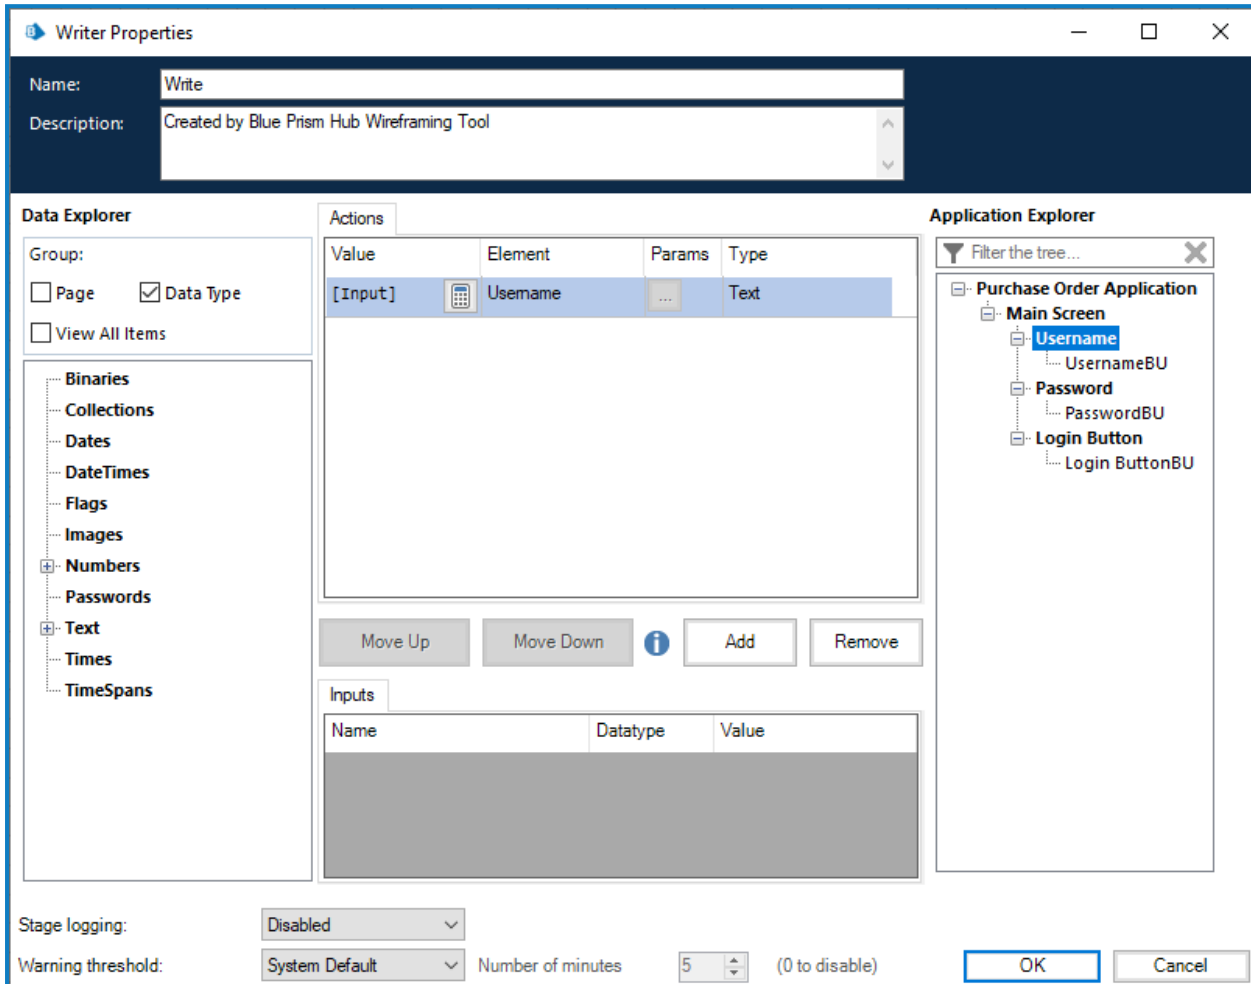 Writer Properties
Name: Write
Description: Created by Blue Prism Hub Wireframing Tool
Data Explorer
Group:
Page Data Type
View All Items
Binaries
Collections
Dates
DateTimes
Flags
Images
Numbers
Passwords
Text
Times
TimeSpans
Actions
Value Element Params Type
[Input] Username ... Text
Move Up Move Down i Add Remove
Inputs
Name Datatype Value
Application Explorer
Filter the tree...
Purchase Order Application
Main Screen
Username
UsernameBU
Password
PasswordBU
Login Button
Login ButtonBU
Stage logging: Disabled
Warning threshold: System Default Number of minutes 5 (0 to disable)
OK Cancel